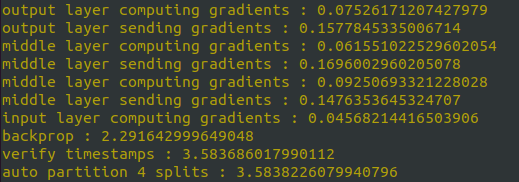 output layer computing gradients : 0.07526171207427979
output layer sending gradients : 0.1577845335006714
middle layer computing gradients : 0.061551022529602054
middle layer sending gradients : 0.1696002960205078
middle layer computing gradients : 0.09250693321228028
middle layer sending gradients : 0.1476353645324707
input layer computing gradients : 0.04568214416503906
backprop : 2.291642999649048
verify timestamps : 3.583686017990112
auto partition 4 splits : 3.5838226079940796